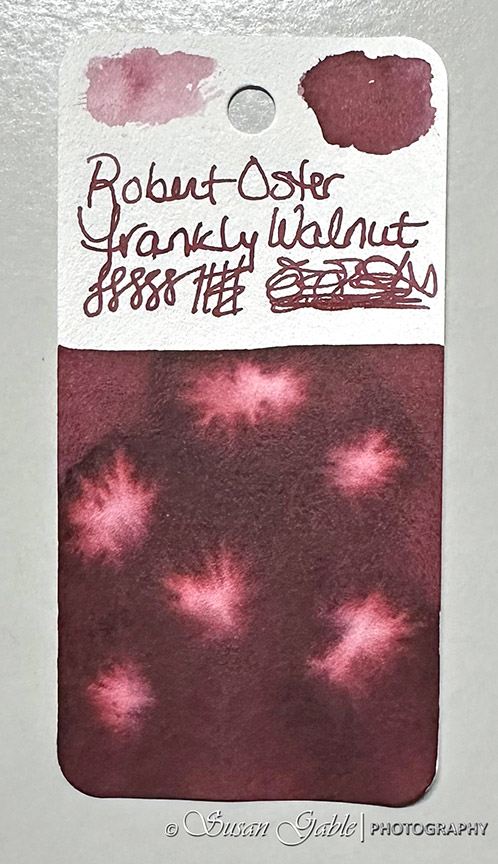 Robert Oster
Frankly Walnut
© Susan Gable | PHOTOGRAPHY